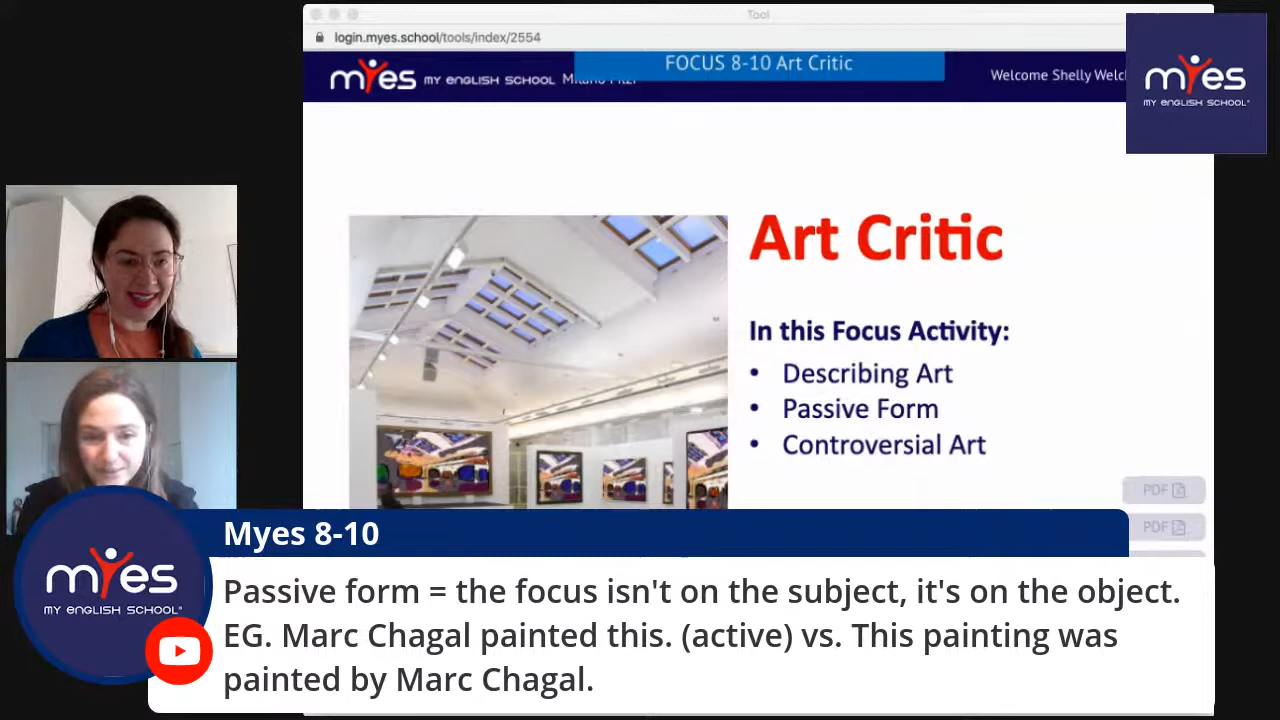 Tool
login.myes.school/tools/index/2554
FOCUS 8-10 Art Critic
myes MY ENGLISH SCHOOL
Welcome Shelly Welc
myes
MY ENGLISH SCHOOL
Art Critic
In this Focus Activity:
• Describing Art
• Passive Form
• Controversial Art
PDF
PDF
Myes 8-10
myes
MY ENGLISH SCHOOL
Passive form = the focus isn't on the subject, it's on the object.
EG. Marc Chagal painted this. (active) vs. This painting was
painted by Marc Chagal.